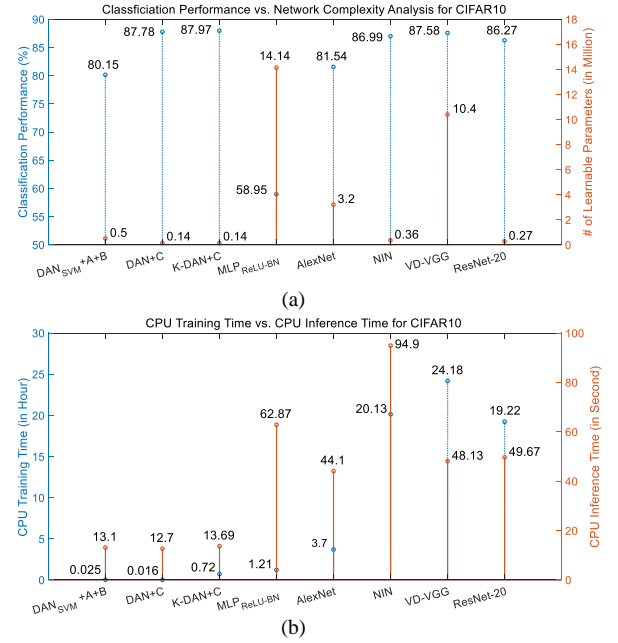 Classficiation Performance vs. Network Complexity Analysis for CIFAR10
Classification Performance (%)
90
85
80
75
70
65
60
55
50
80.15
87.78
87.97
58.95
81.54
86.99
87.58
86.27
0.5
0.14
0.14
14.14
3.2
0.36
10.4
0.27
18
16
14
12
10
8
6
4
2
0
# of Learnable Parameters (in Million)
DAN_SVM+A+B
DAN+C
K-DAN+C
MLP_ReLU-BN
AlexNet
NIN
VD-VGG
ResNet-20
(a)
CPU Training Time vs. CPU Inference Time for CIFAR10
CPU Training Time (in Hour)
30
25
20
15
10
5
0
0.025
0.016
0.72
1.21
3.7
20.13
24.18
19.22
13.1
12.7
13.69
62.87
44.1
94.9
48.13
49.67
100
80
60
40
20
0
CPU Inference Time (in Second)
DAN_SVM+A+B
DAN+C
K-DAN+C
MLP_ReLU-BN
AlexNet
NIN
VD-VGG
ResNet-20
(b)